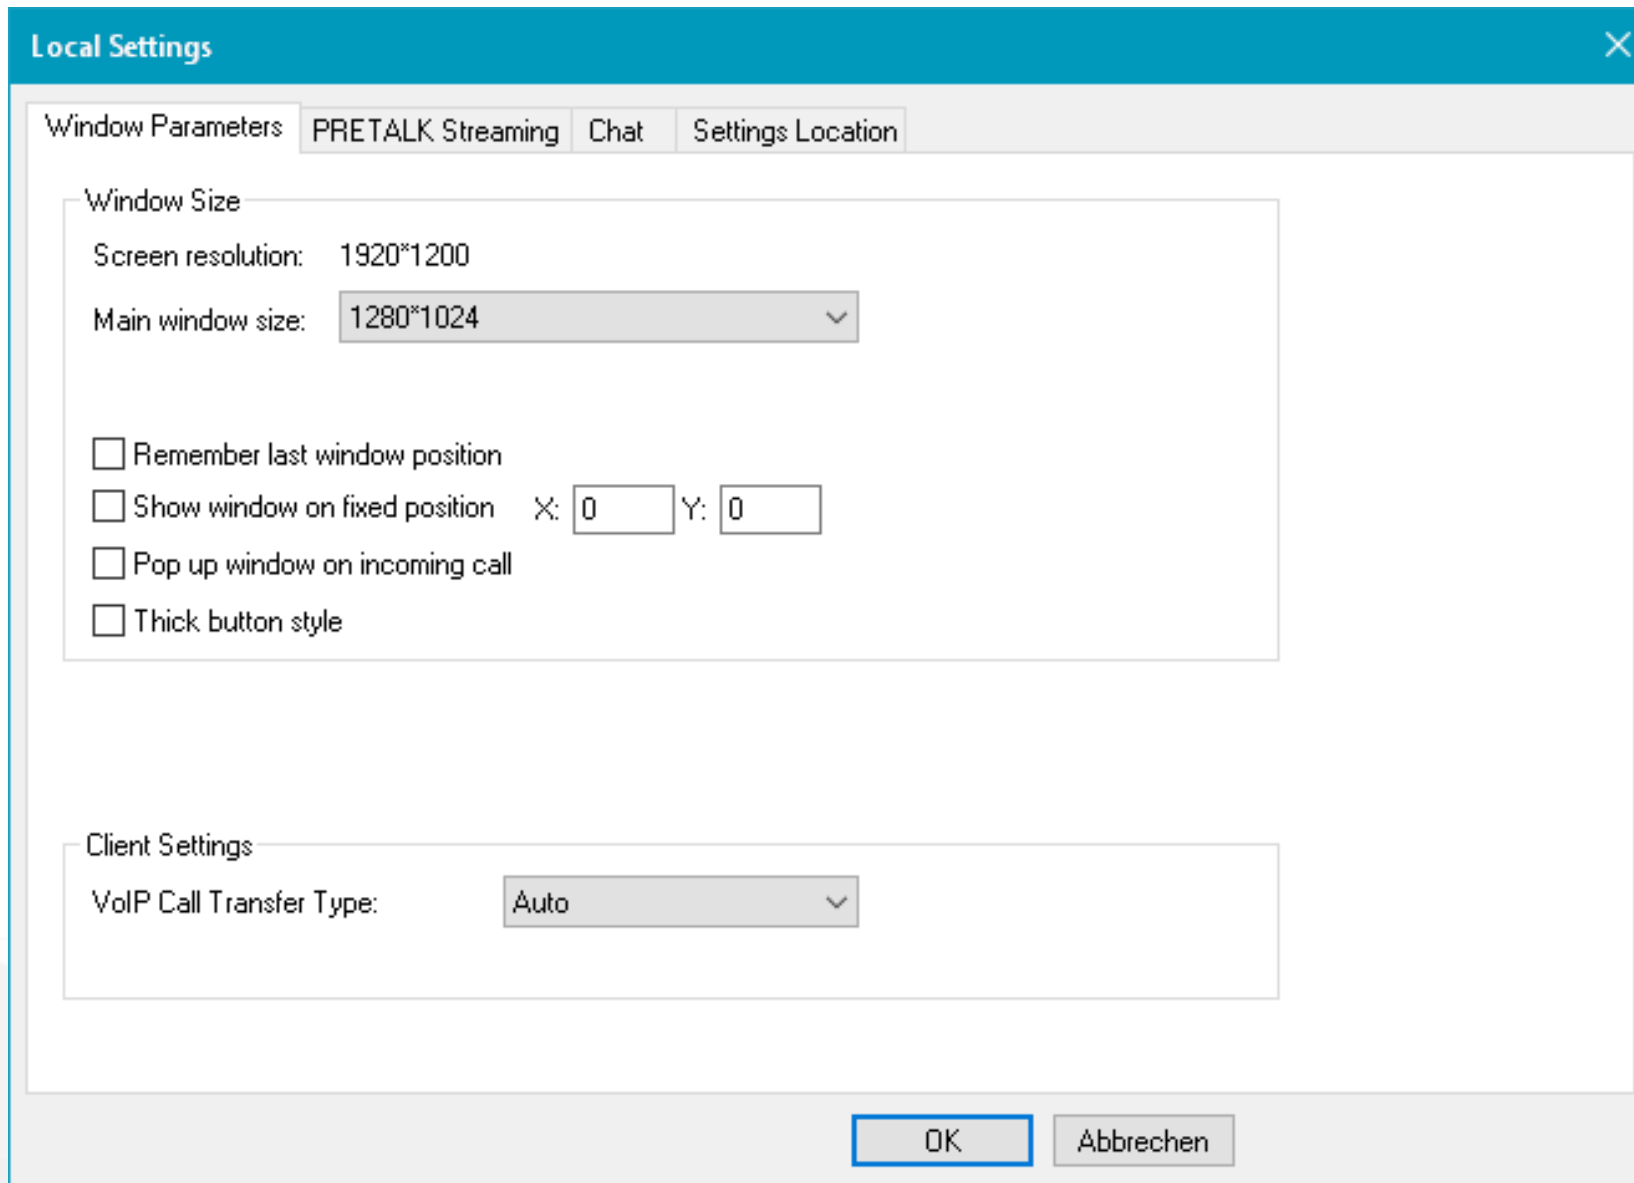 Local Settings
Window Parameters PRETALK Streaming Chat Settings Location
Window Size
Screen resolution: 1920*1200
Main window size: 1280*1024
Remember last window position
Show window on fixed position X: 0 Y: 0
Pop up window on incoming call
Thick button style
Client Settings
VoIP Call Transfer Type: Auto
OK Abbrechen